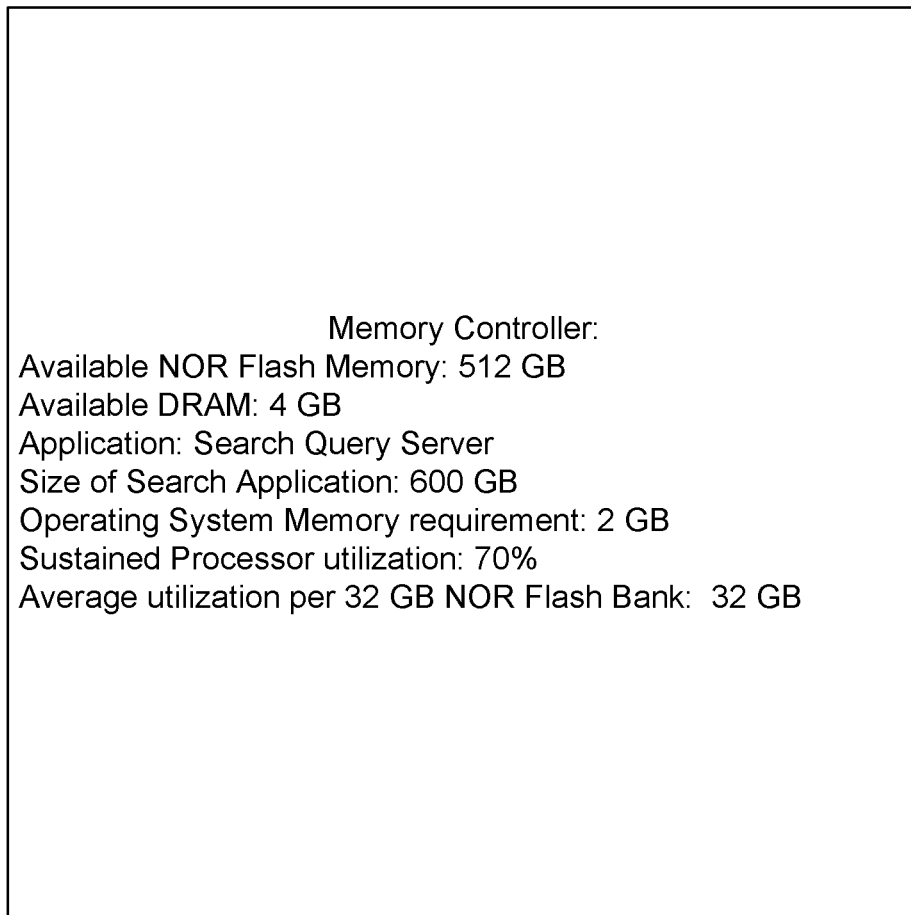 Memory Controller:
Available NOR Flash Memory: 512 GB
Available DRAM: 4 GB
Application: Search Query Server
Size of Search Application: 600 GB
Operating System Memory requirement: 2 GB
Sustained Processor utilization: 70%
Average utilization per 32 GB NOR Flash Bank:  32 GB